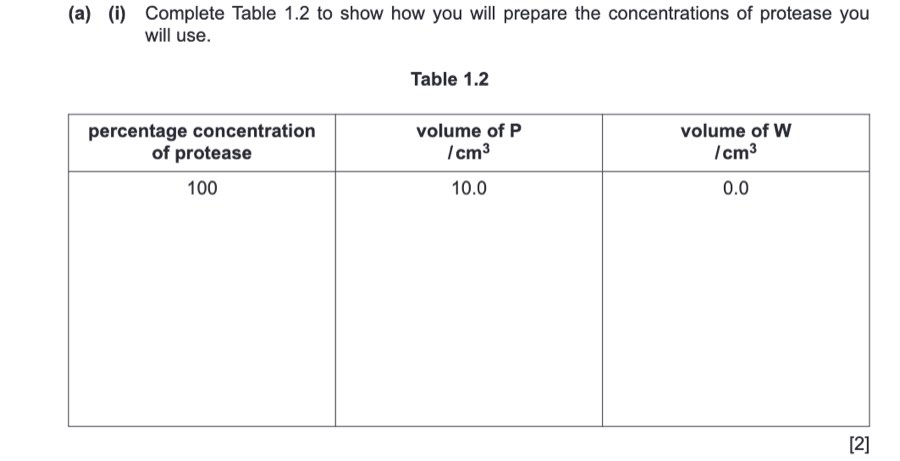 (a) (i) Complete Table 1.2 to show how you will prepare the concentrations of protease you
will use.
Table 1.2
percentage concentration
of protease
volume of P
/cm³
volume of W
/cm³
100
10.0
0.0
[2]